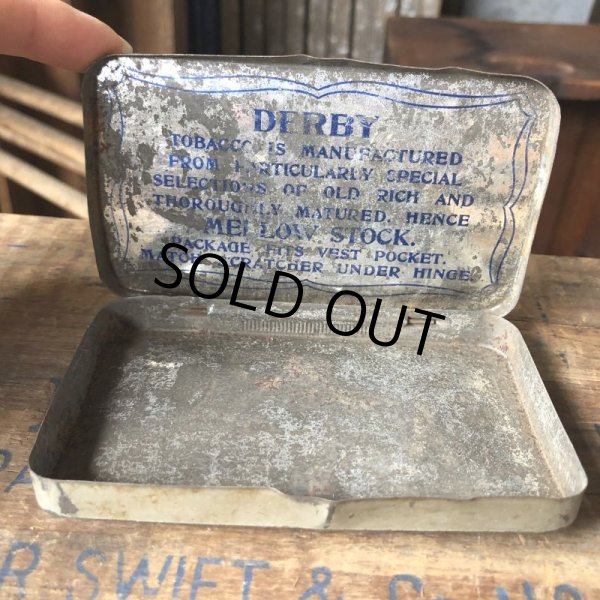 DERBY
TOBACCO IS MANUFACTURED
FROM PARTICULARLY SPECIAL
SELECTIONS OF OLD RICH AND
THOROUGHLY MATURED. HENCE
MELLOW STOCK.
PACKAGE FITS VEST POCKET.
MATCH SCRATCHER UNDER HINGE
SOLD OUT
R SWIFT & Co